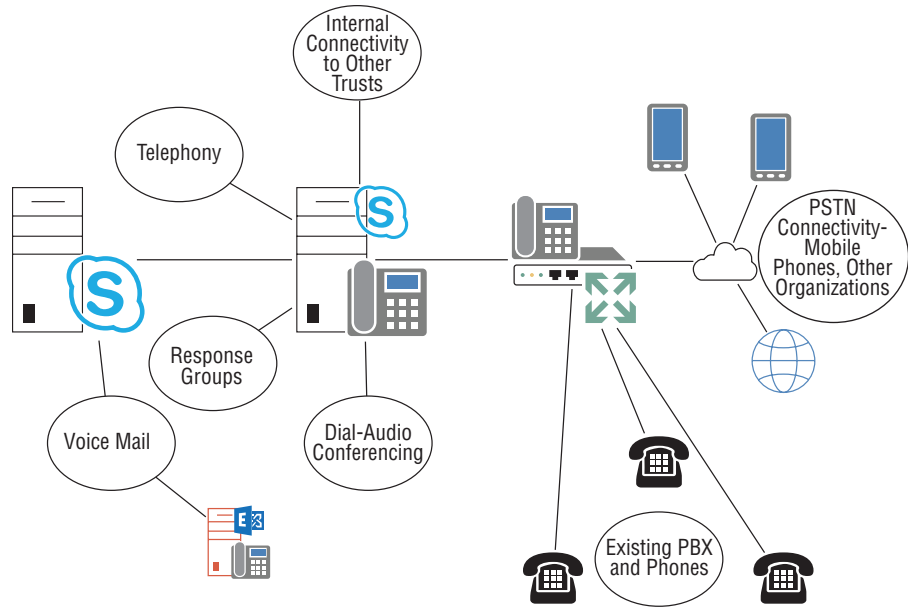 Internal
Connectivity
to Other
Trusts
Telephony
S
S
PSTN
Connectivity-
Mobile
Phones, Other
Organizations
Response
Groups
Voice Mail
Dial-Audio
Conferencing
E
Existing PBX
and Phones